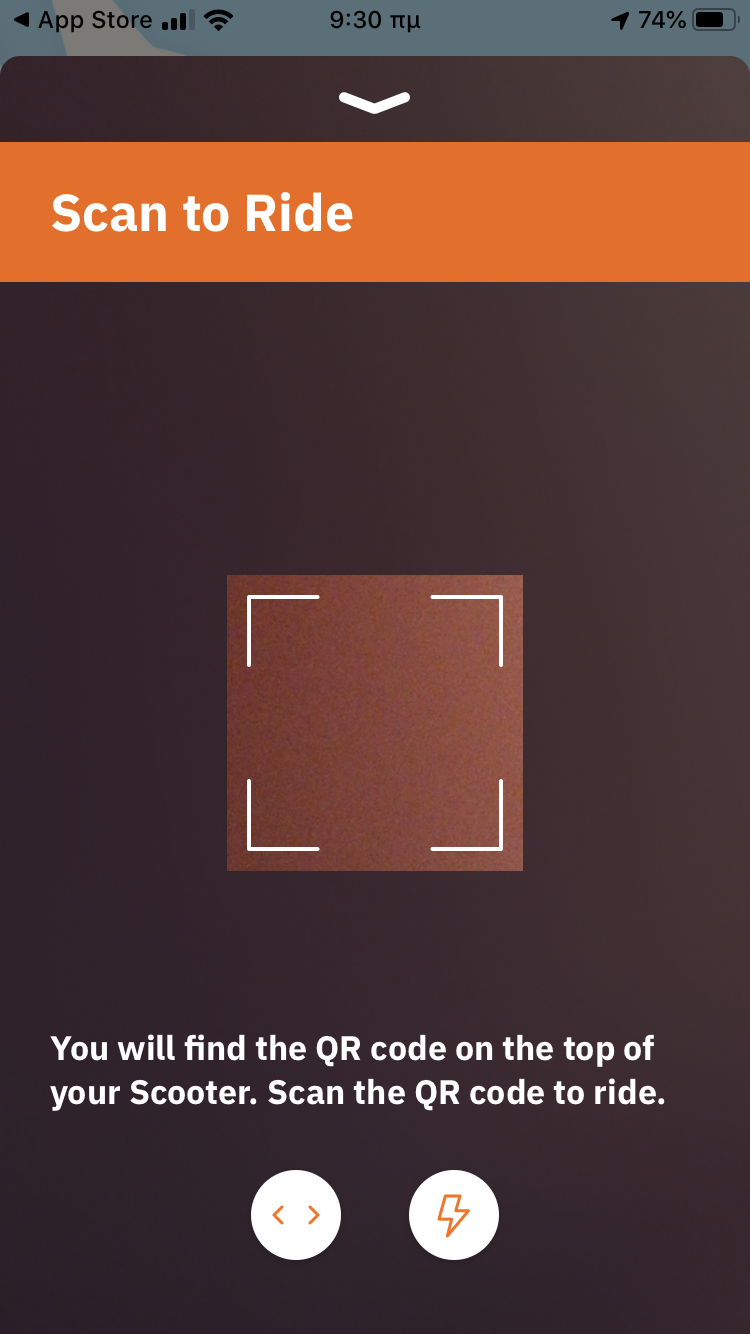 App Store
9:30 πμ
74%
Scan to Ride
You will find the QR code on the top of
your Scooter. Scan the QR code to ride.